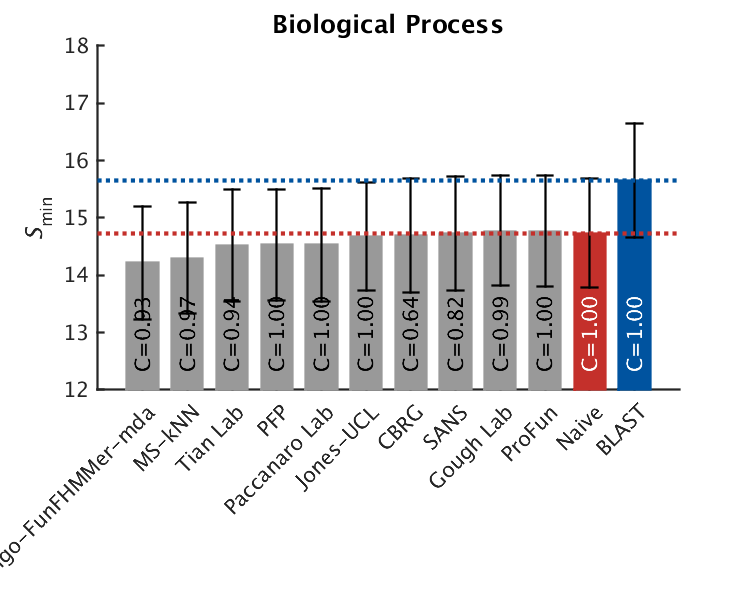 Biological Process
18
17
16
15
14
13
12
Smin
C=0.93
C=0.97
C=0.94
C=1.00
C=1.00
C=1.00
C=0.64
C=0.82
C=0.99
C=1.00
C=1.00
C=1.00
go-FunFHMMer-mda
MS-kNN
Tian Lab
PFP
Paccanaro Lab
Jones-UCL
CBRG
SANS
Gough Lab
ProFun
Naive
BLAST